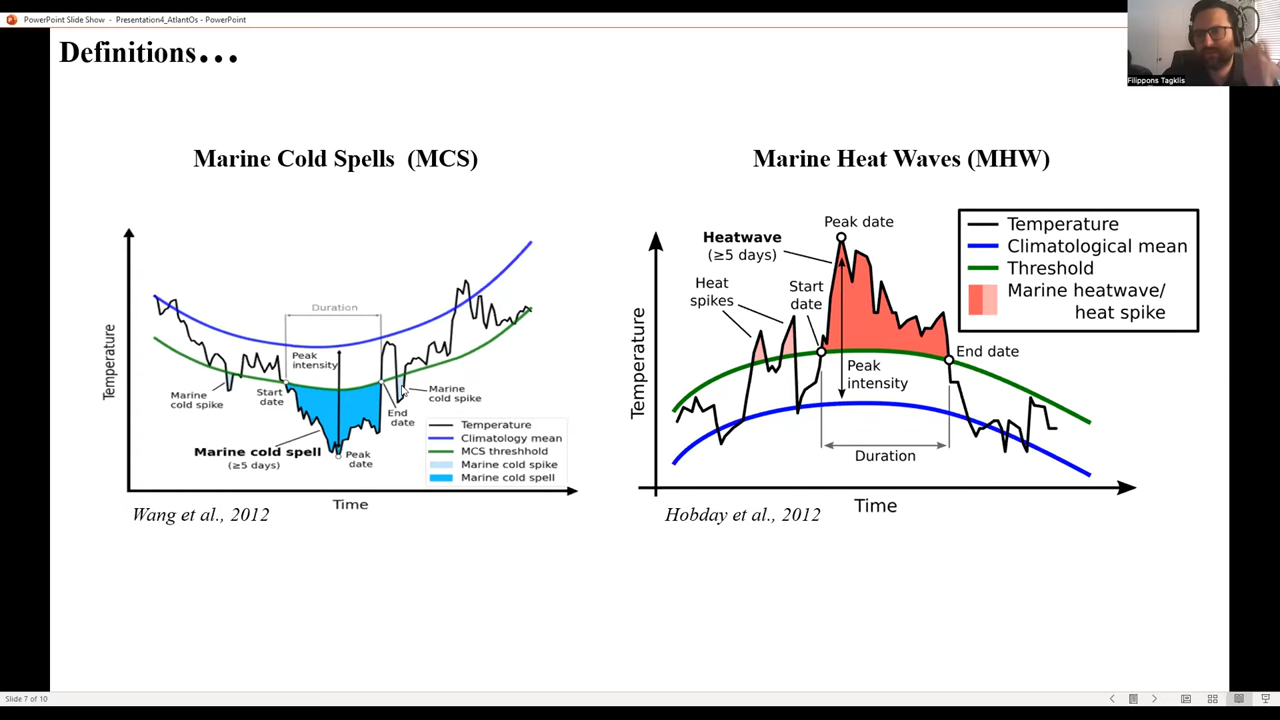 PowerPoint Slide Show - Presentation4_AtlantOs - PowerPoint
Filippons Tagklis
Definitions...
Marine Cold Spells (MCS)
Temperature
Duration
Peak
intensity
Marine
cold spike
Start
date
Marine cold spell
(≥5 days)
Peak
date
End
date
Marine
cold spike
Temperature
Climatology mean
MCS threshhold
Marine cold spike
Marine cold spell
Time
Wang et al., 2012
Marine Heat Waves (MHW)
Temperature
Peak date
Heatwave
(≥5 days)
Heat
spikes
Start
date
End date
Peak
intensity
Duration
Temperature
Climatological mean
Threshold
Marine heatwave/
heat spike
Time
Hobday et al., 2012
Slide 7 of 10